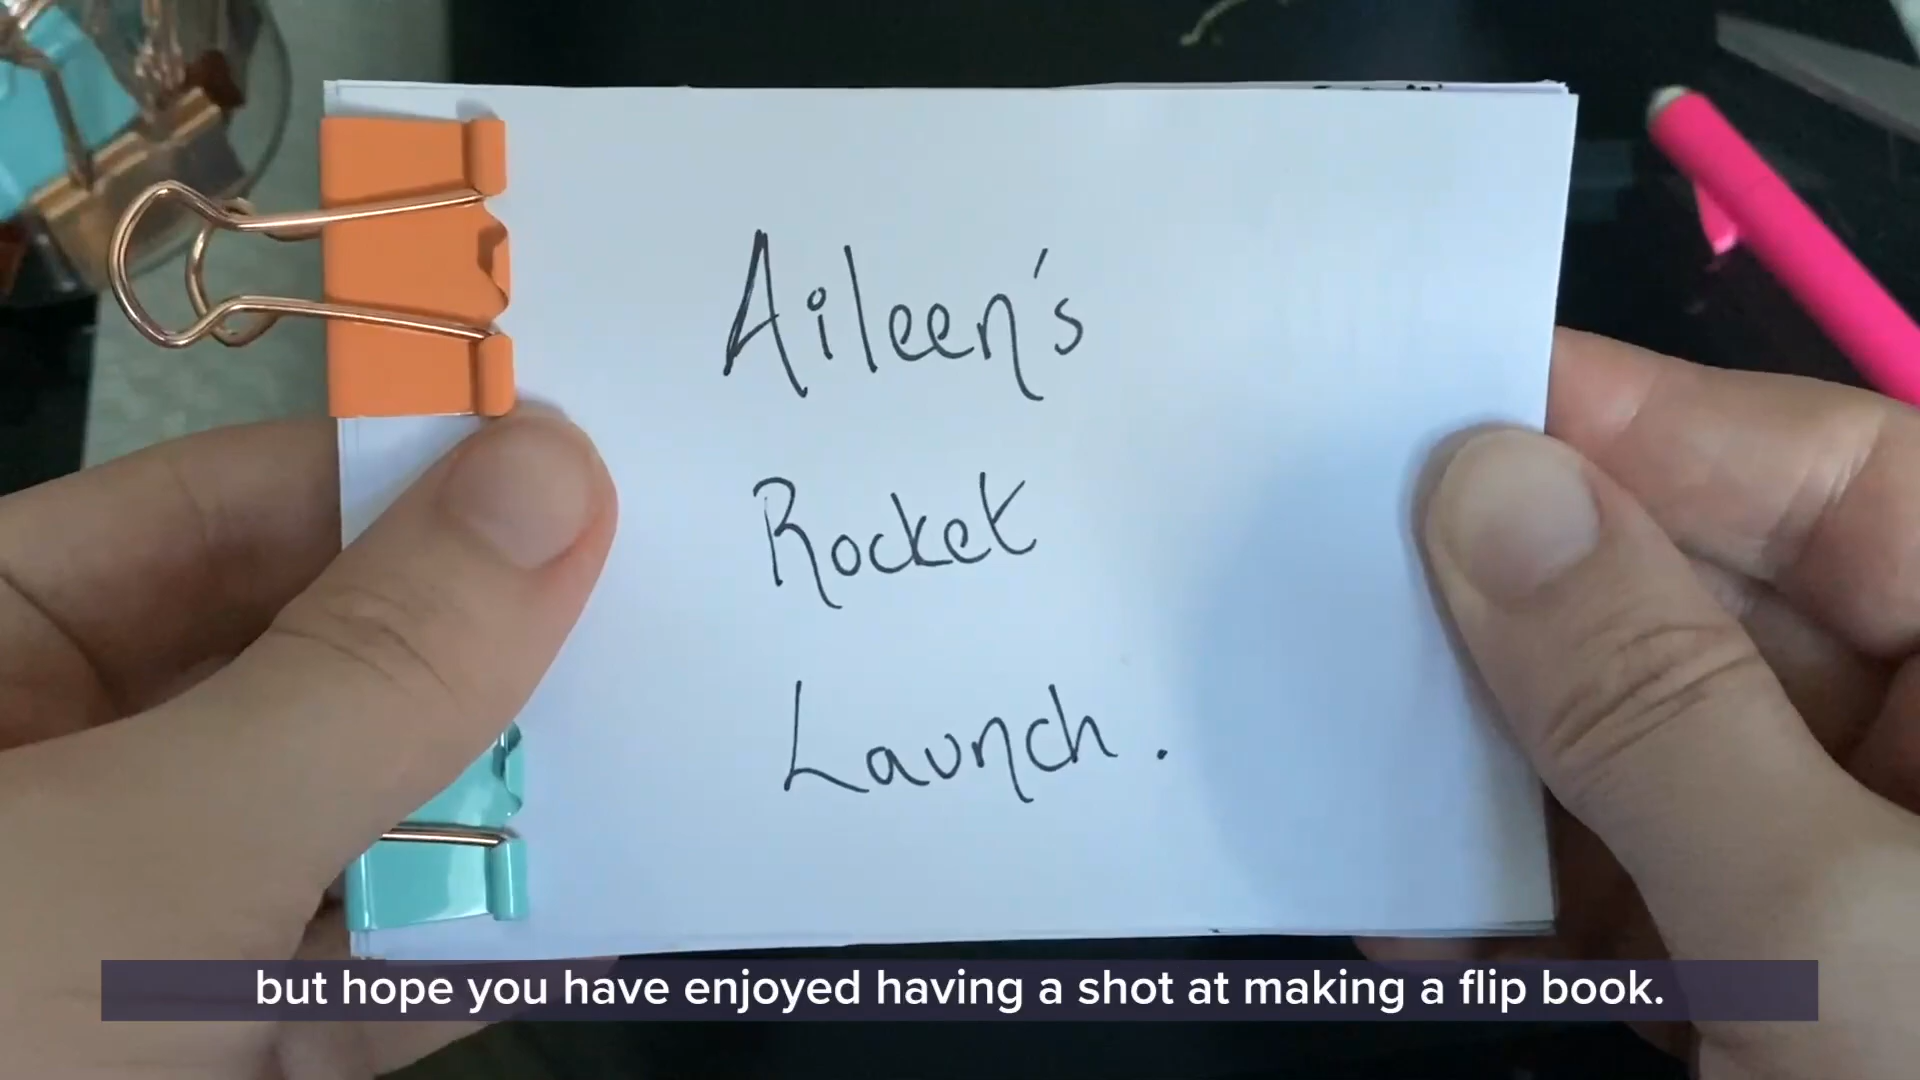 Aileen's
Rocket
Launch.
but hope you have enjoyed having a shot at making a flip book.